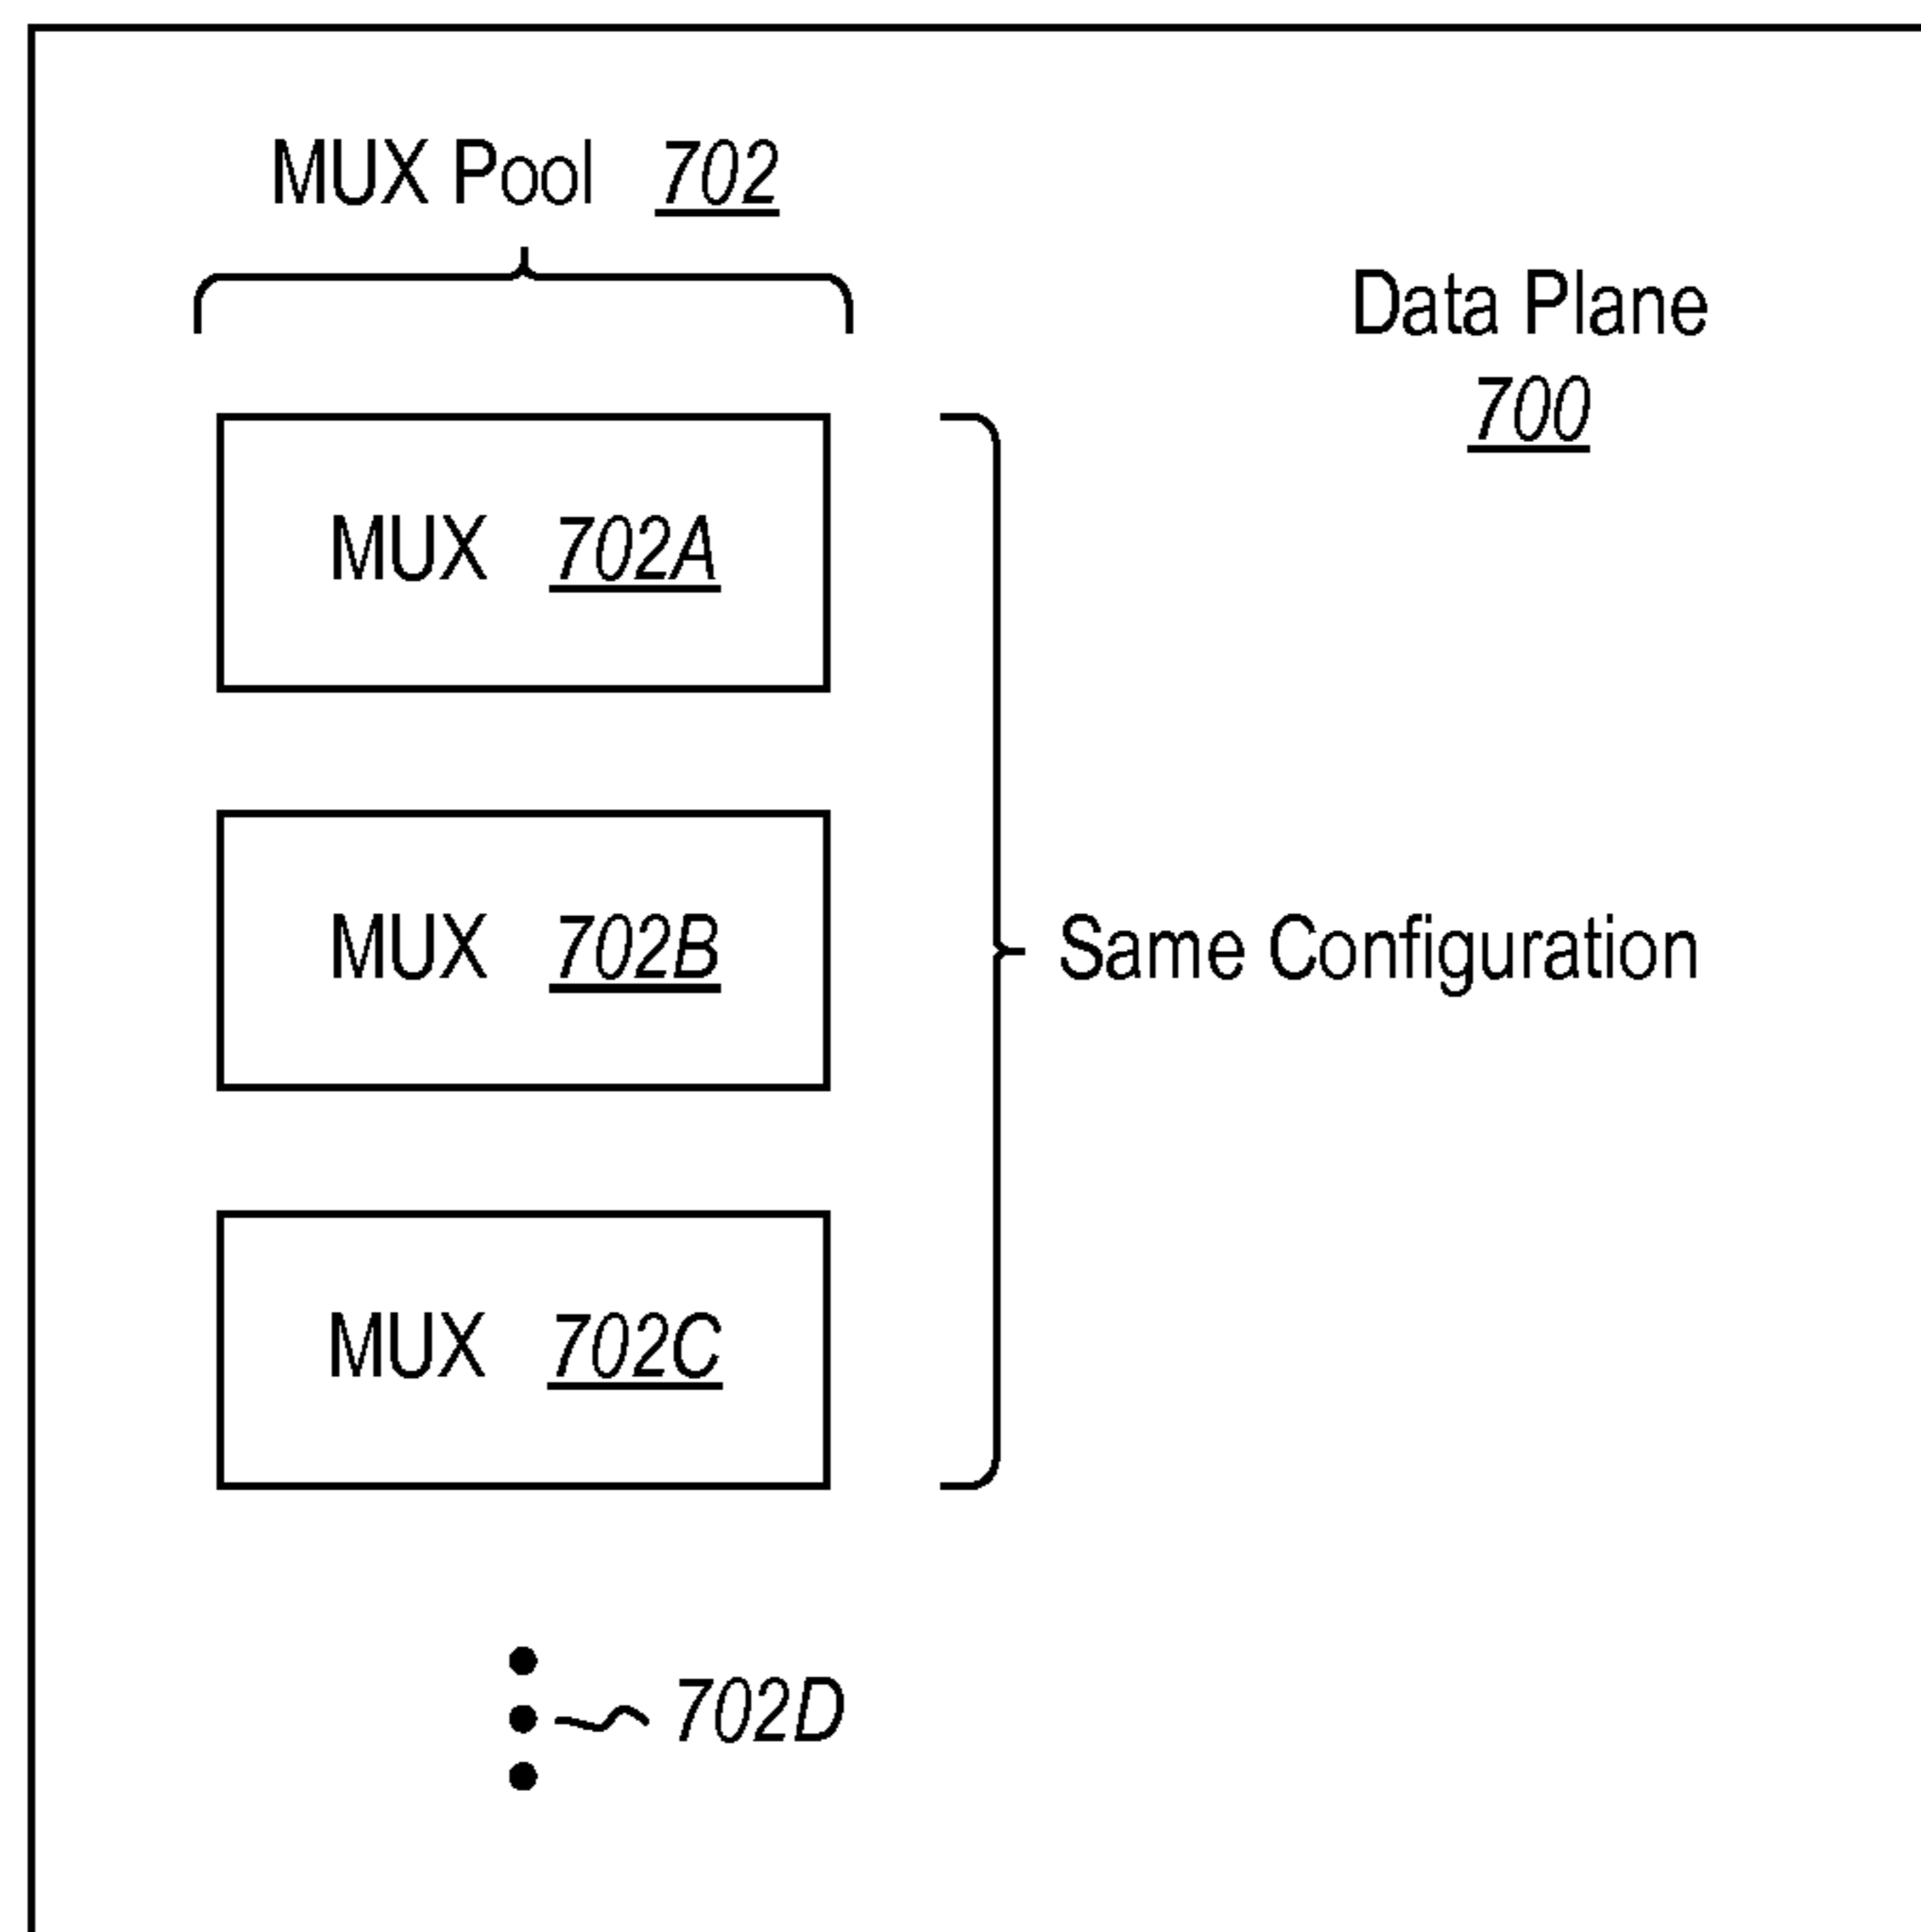 MUX Pool 702
Data Plane
700
MUX 702A
MUX 702B
Same Configuration
MUX 702C
702D